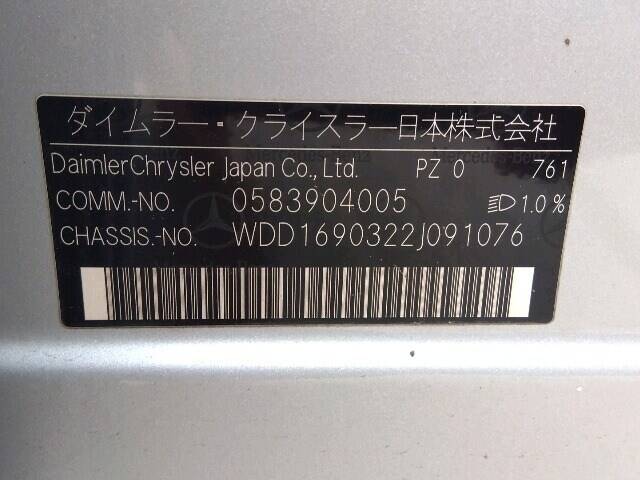 ダイムラー・クライスラー日本株式会社
DaimlerChrysler Japan Co., Ltd. PZ 0 761
COMM.-NO. 0583904005 1.0%
CHASSIS.-NO. WDD1690322J091076